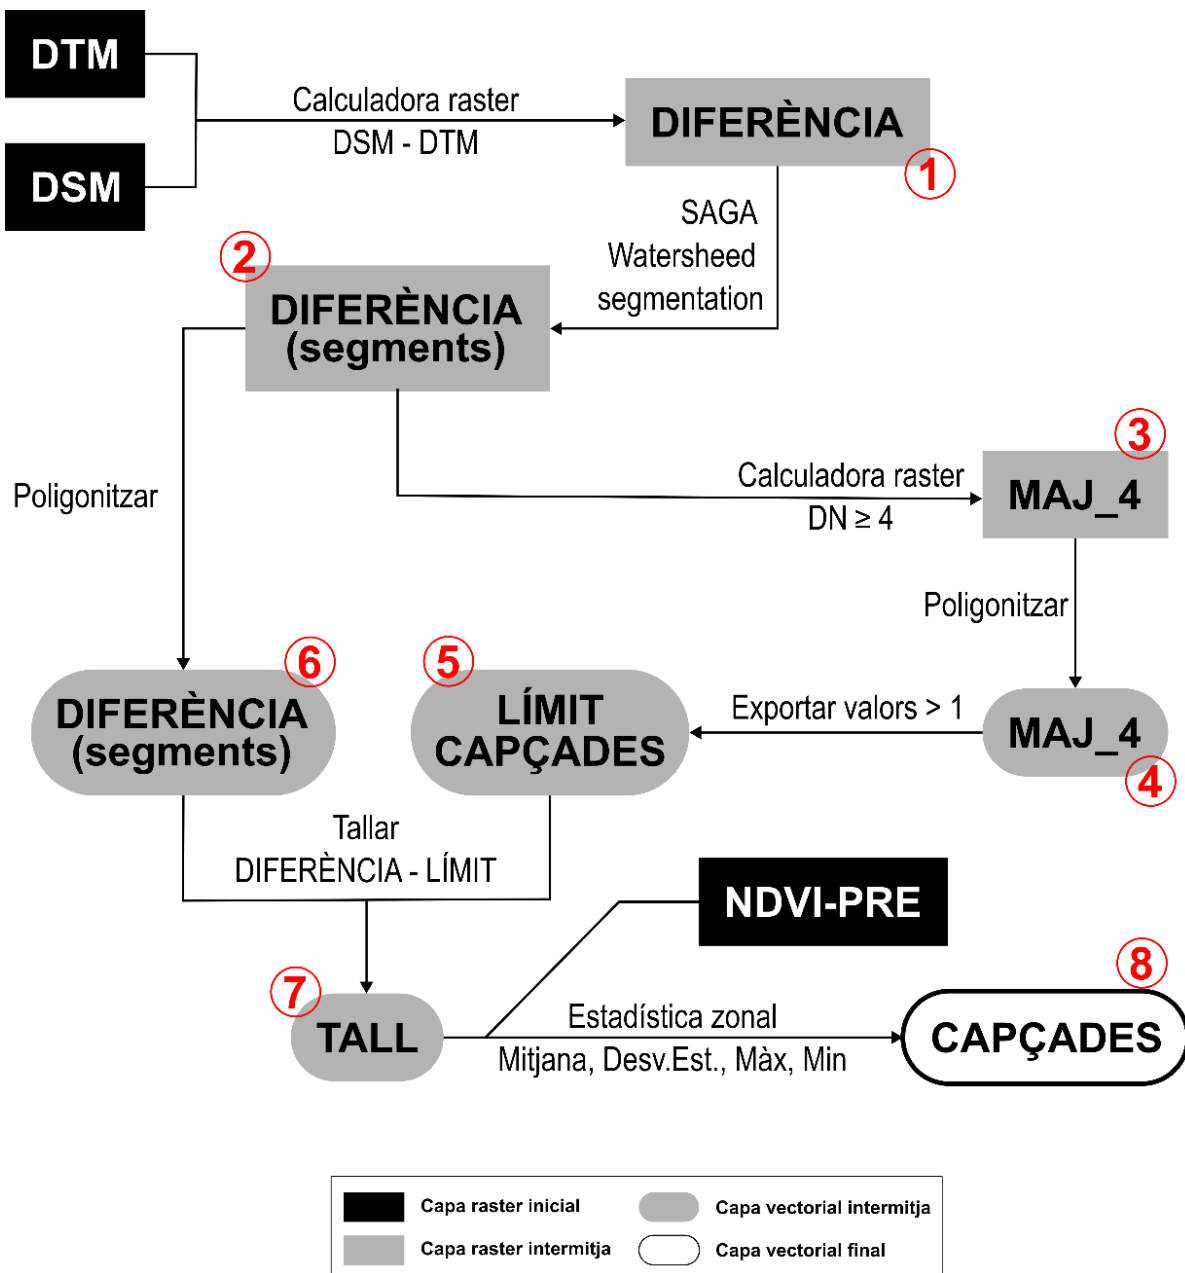 DTM
DSM
Calculadora raster
DSM - DTM
DIFERÈNCIA
1
SAGA
Watersheed
segmentation
2
DIFERÈNCIA
(segments)
Poligonitzar
Calculadora raster
DN ≥ 4
3
MAJ_4
Poligonitzar
6
DIFERÈNCIA
(segments)
5
LÍMIT
CAPÇADES
Exportar valors > 1
MAJ_4
4
Tallar
DIFERÈNCIA - LÍMIT
NDVI-PRE
7
TALL
Estadística zonal
Mitjana, Desv.Est., Màx, Min
8
CAPÇADES
Capa raster inicial
Capa vectorial intermitja
Capa raster intermitja
Capa vectorial final